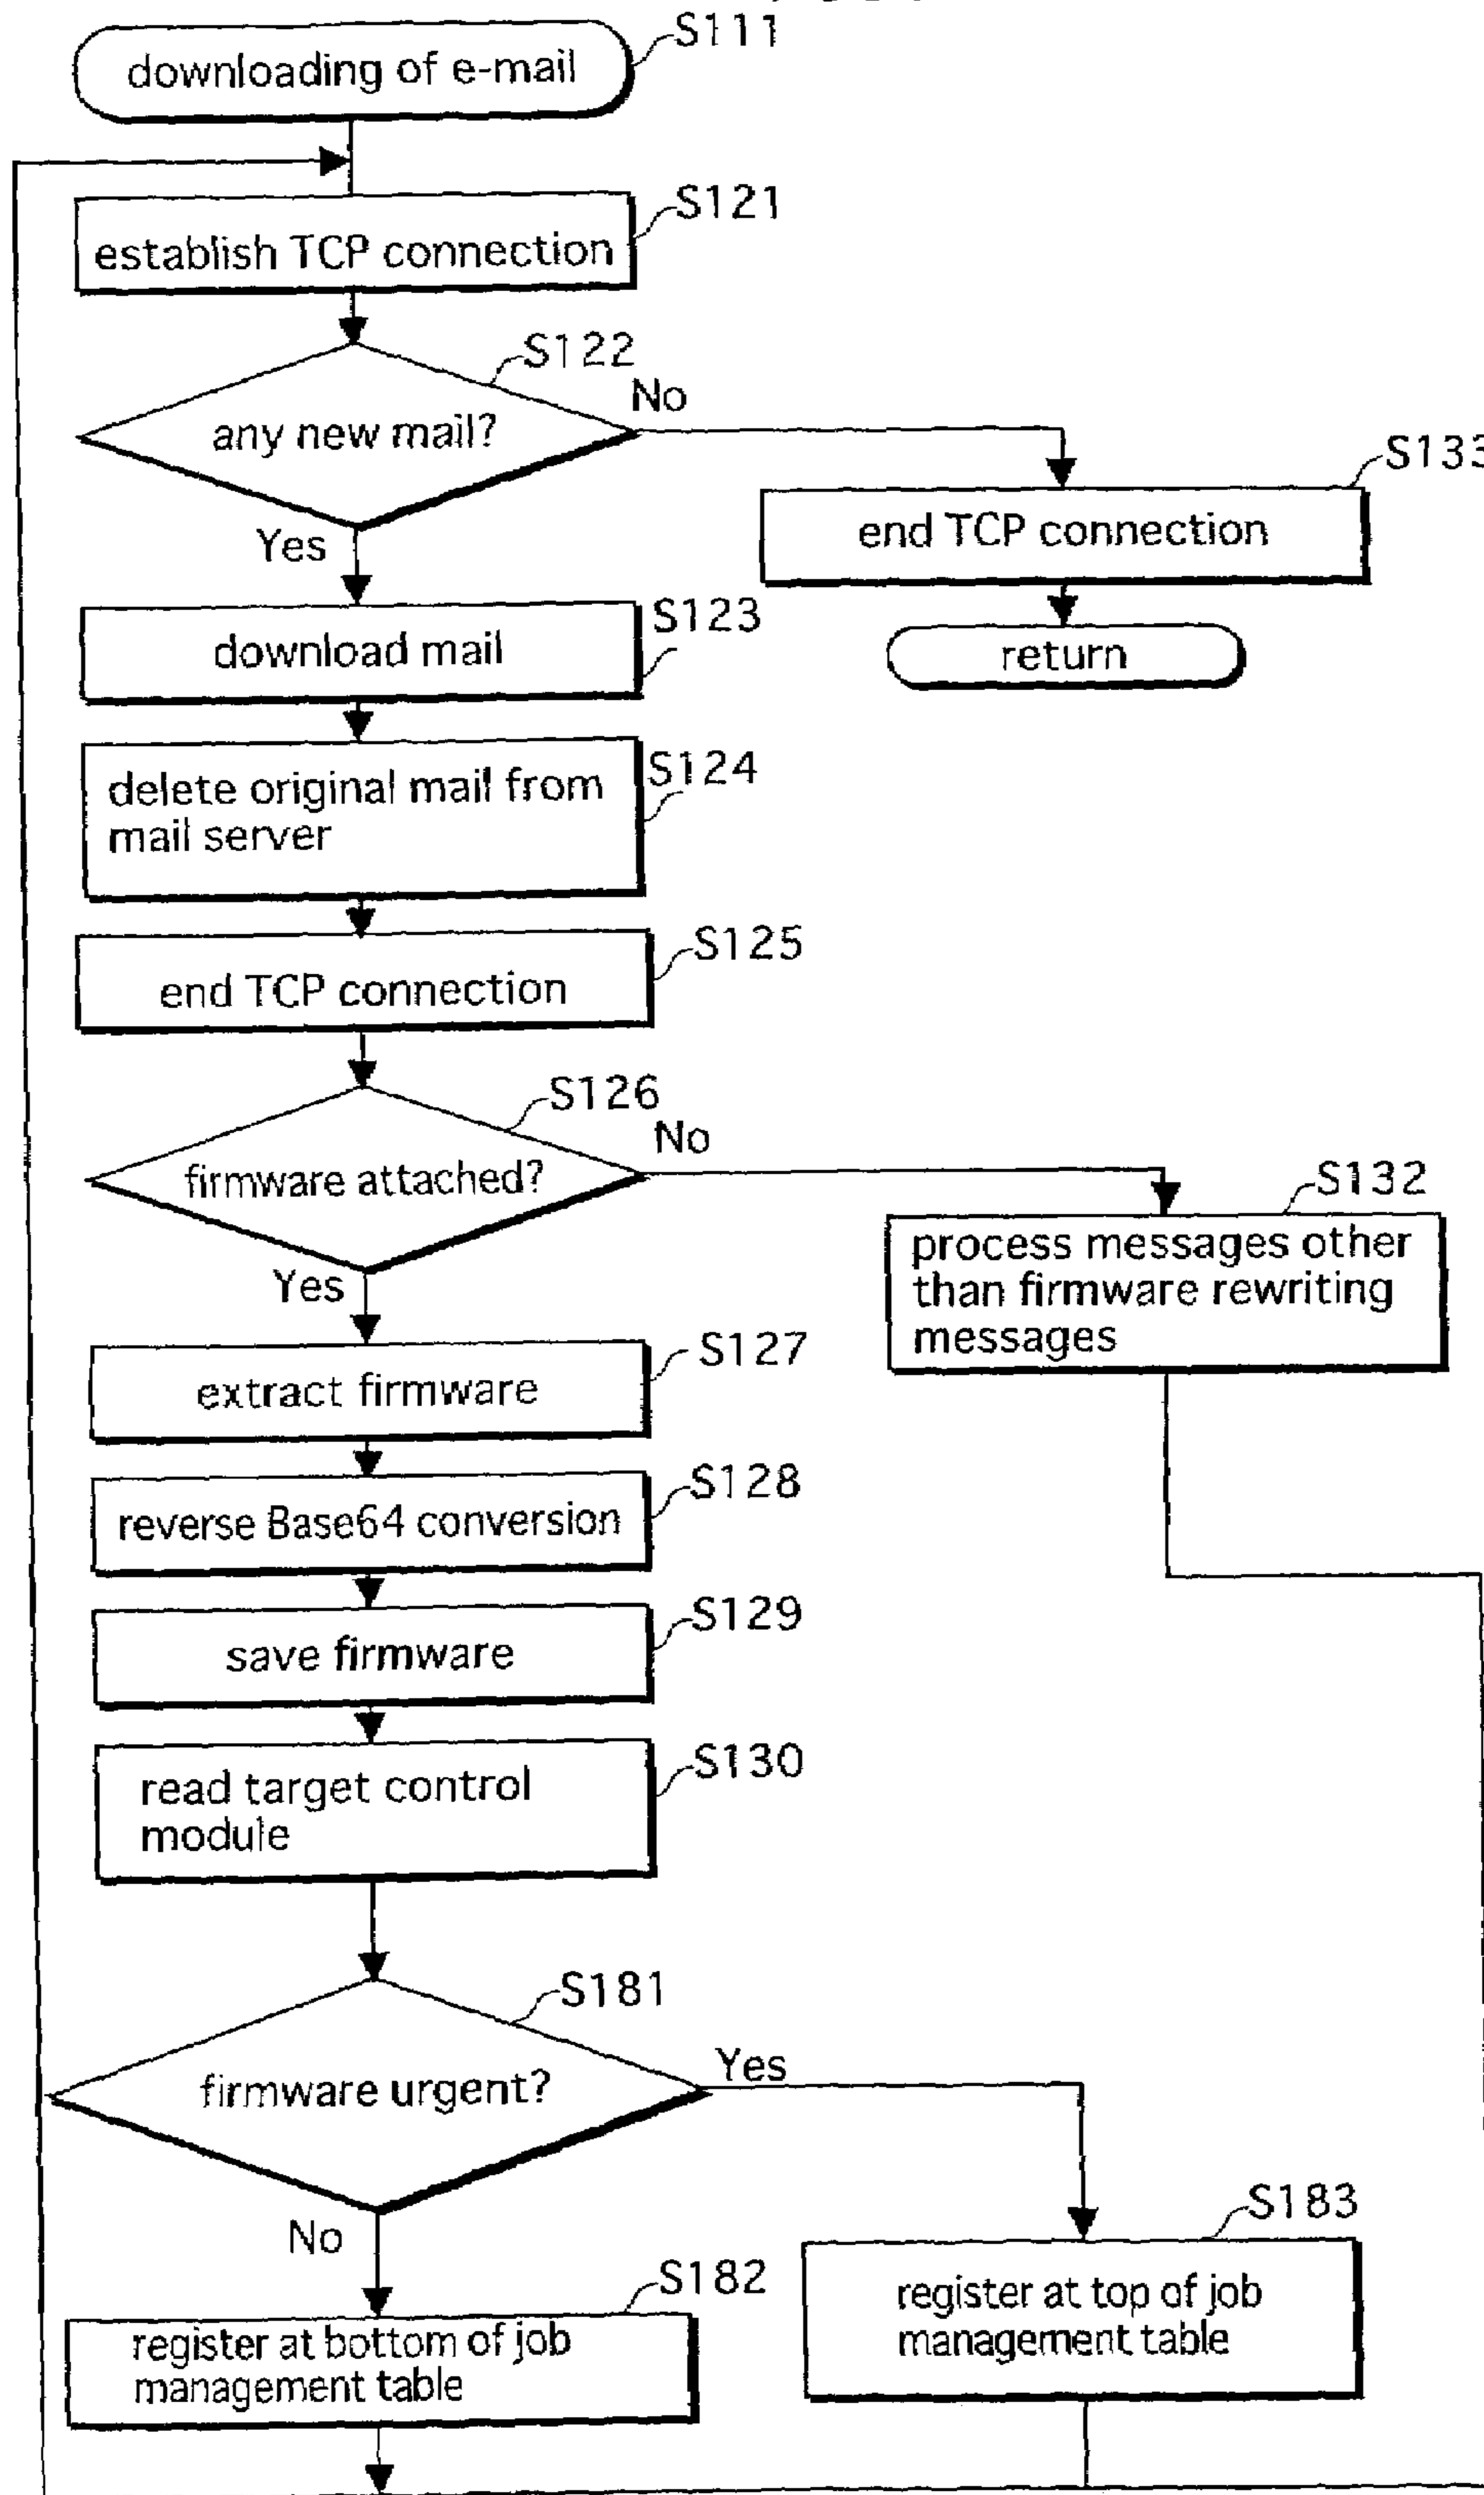 S111
downloading of e-mail
S121
establish TCP connection
S122
No
any new mail?
S133
end TCP connection
Yes
return
S123
download mail
S124
delete original mail from
mail server
S125
end TCP connection
S126
No
firmware attached?
S132
process messages other
than firmware rewriting
messages
Yes
S127
extract firmware
S128
reverse Base64 conversion
S129
save firmware
S130
read target control
module
S181
Yes
firmware urgent?
S183
No
register at top of job
management table
S182
register at bottom of job
management table